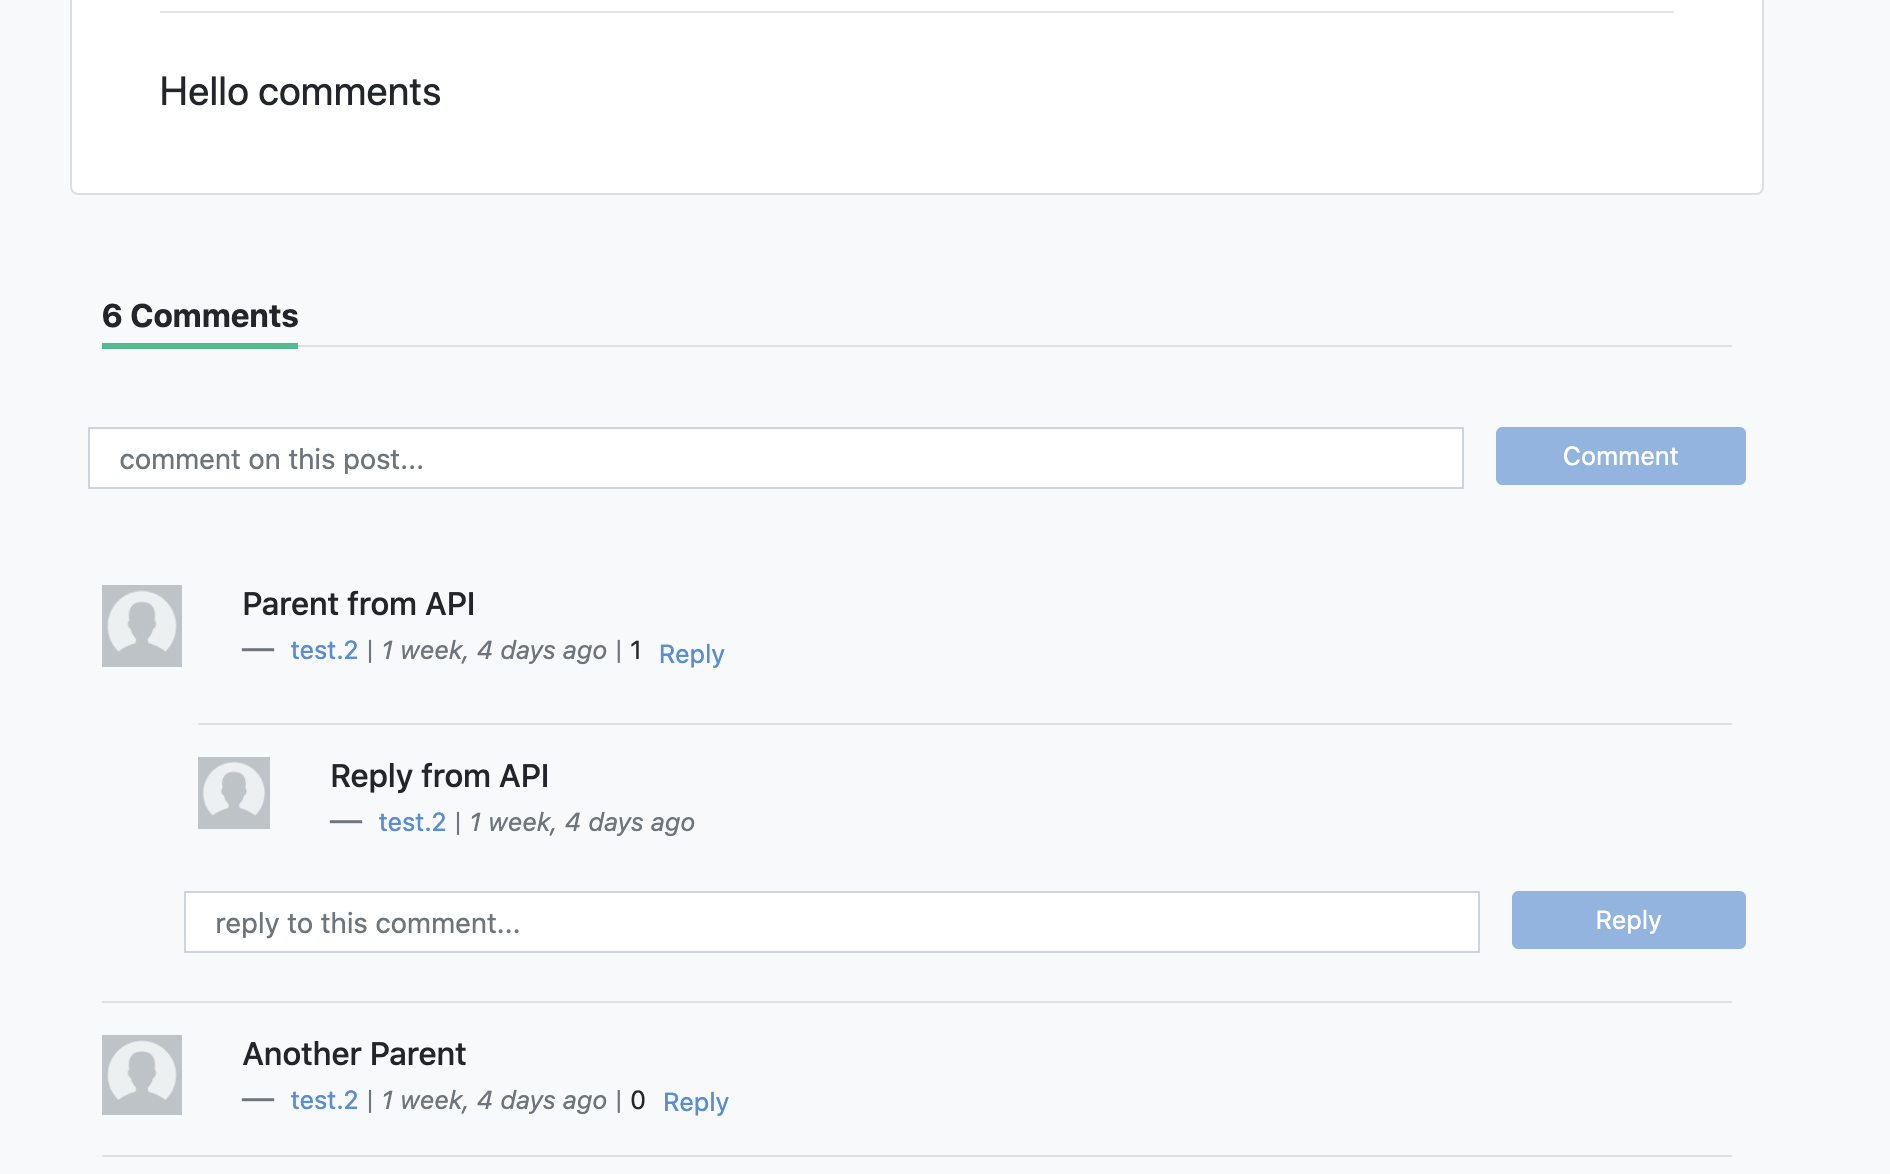 Hello comments
6 Comments
comment on this post...
Comment
Parent from API
— test.2 | 1 week, 4 days ago | 1 Reply
Reply from API
— test.2 | 1 week, 4 days ago
reply to this comment...
Reply
Another Parent
— test.2 | 1 week, 4 days ago | 0 Reply